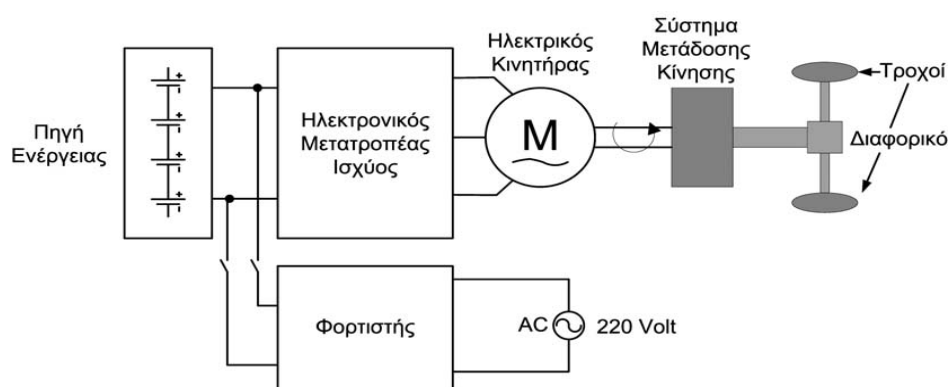 Πηγή
Ενέργειας
Ηλεκτρονικός
Μετατροπέας
Ισχύος
Ηλεκτρικός
Κινητήρας
M
Σύστημα
Μετάδοσης
Κίνησης
Τροχοί
Διαφορικό
Φορτιστής
AC
220 Volt